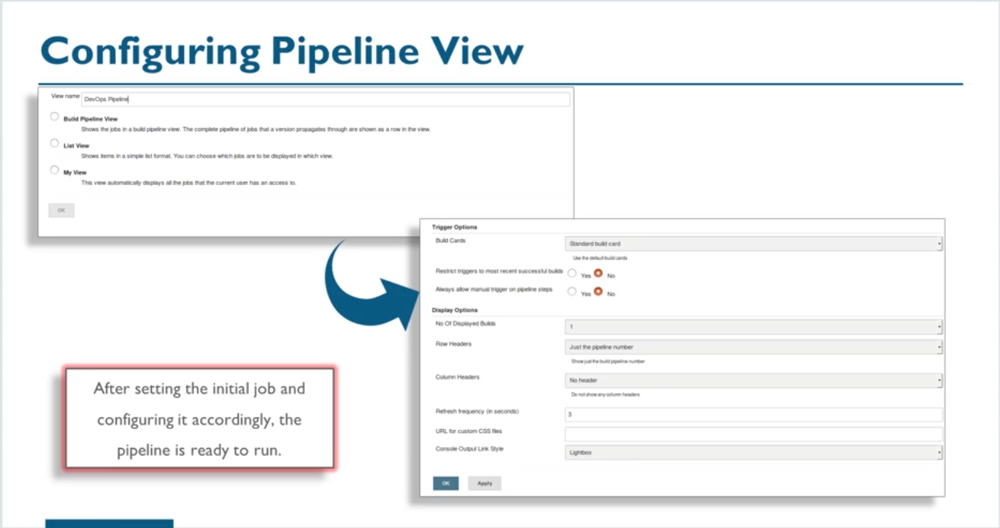 Configuring Pipeline View
View name
DevOps Pipeline
Build Pipeline View
Shows the jobs in a build pipeline view. The complete pipeline of jobs that a version propagates through are shown as a row in the view.
List View
Shows items in a simple list format. You can choose which jobs are to be displayed in which view.
My View
This view automatically displays all the jobs that the current user has an access to.
OK
Trigger Options
Build Cards
Standard build card
Use the default build cards
Restrict triggers to most recent successful builds
Yes No
Always allow manual trigger on pipeline steps
Yes No
Display Options
No Of Displayed Builds
1
Row Headers
Just the pipeline number
Show just the build pipeline number
Column Headers
No header
Do not show any column headers
Refresh frequency (in seconds)
3
URL for custom CSS files
Console Output Link Style
Lightbox
OK
Apply
After setting the initial job and
configuring it accordingly, the
pipeline is ready to run.